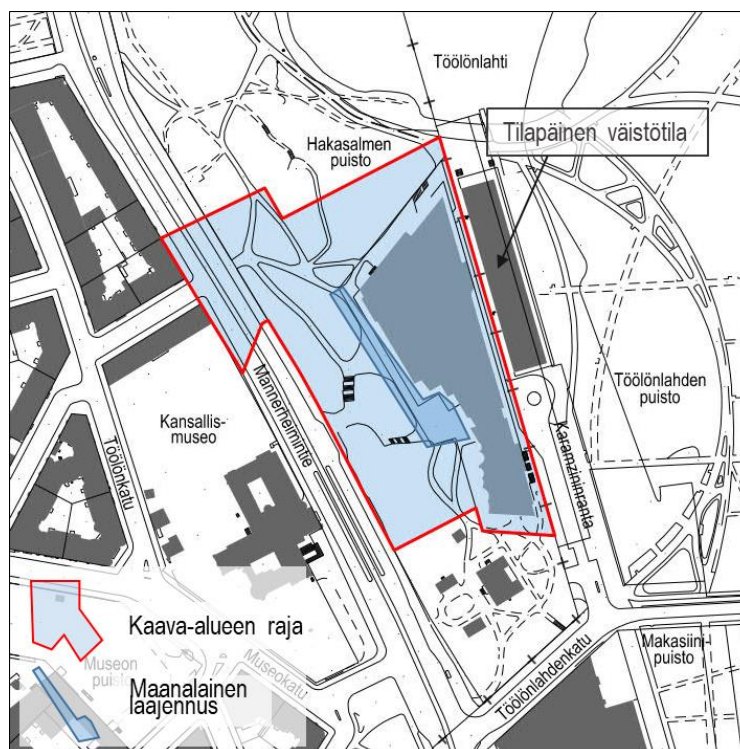 Töölönlahti
Tilapäinen väistötila
Hakasalmen
puisto
Töölönlahden
puisto
Kansallis-
museo
Mannerheimintie
Töölönkatu
Karamzininranta
Kaava-alueen raja
Museon
puisto
Museokatu
Maanalainen
laajennus
Töölönlahdenkatu
Makasiini-
puisto